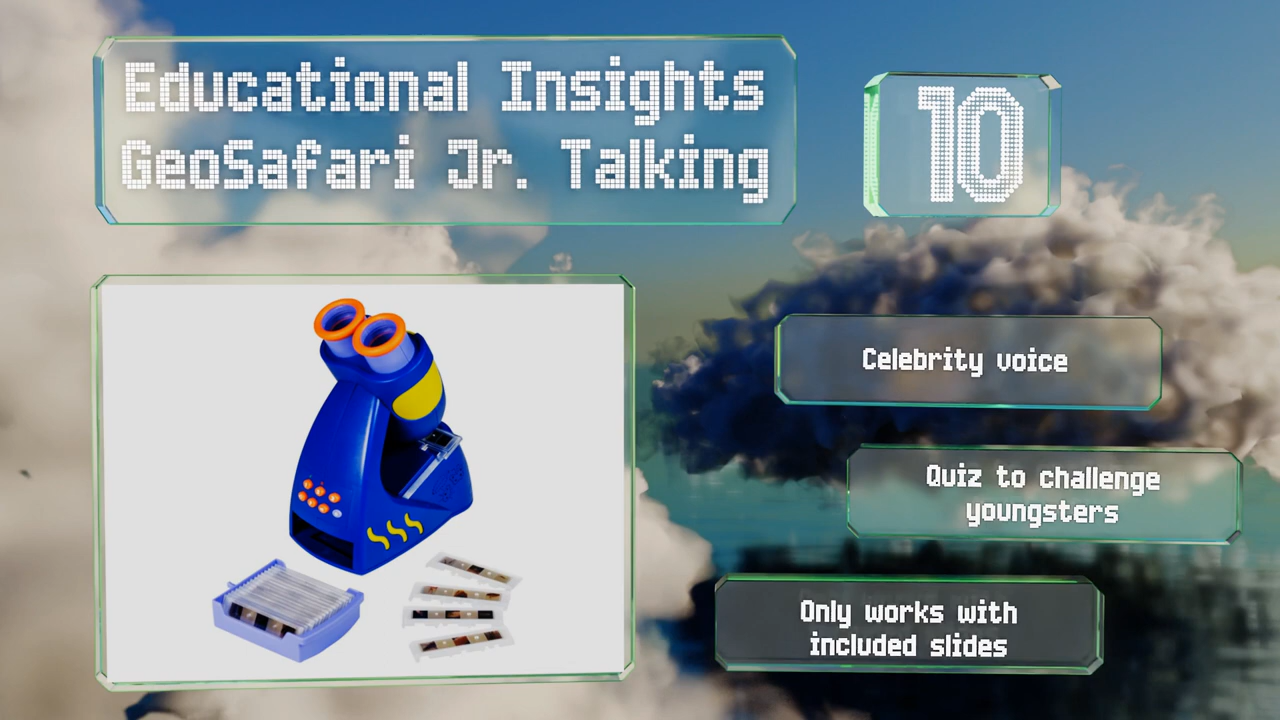 Educational Insights
GeoSafari Jr. Talking
10
Celebrity voice
Quiz to challenge
youngsters
Only works with
included slides